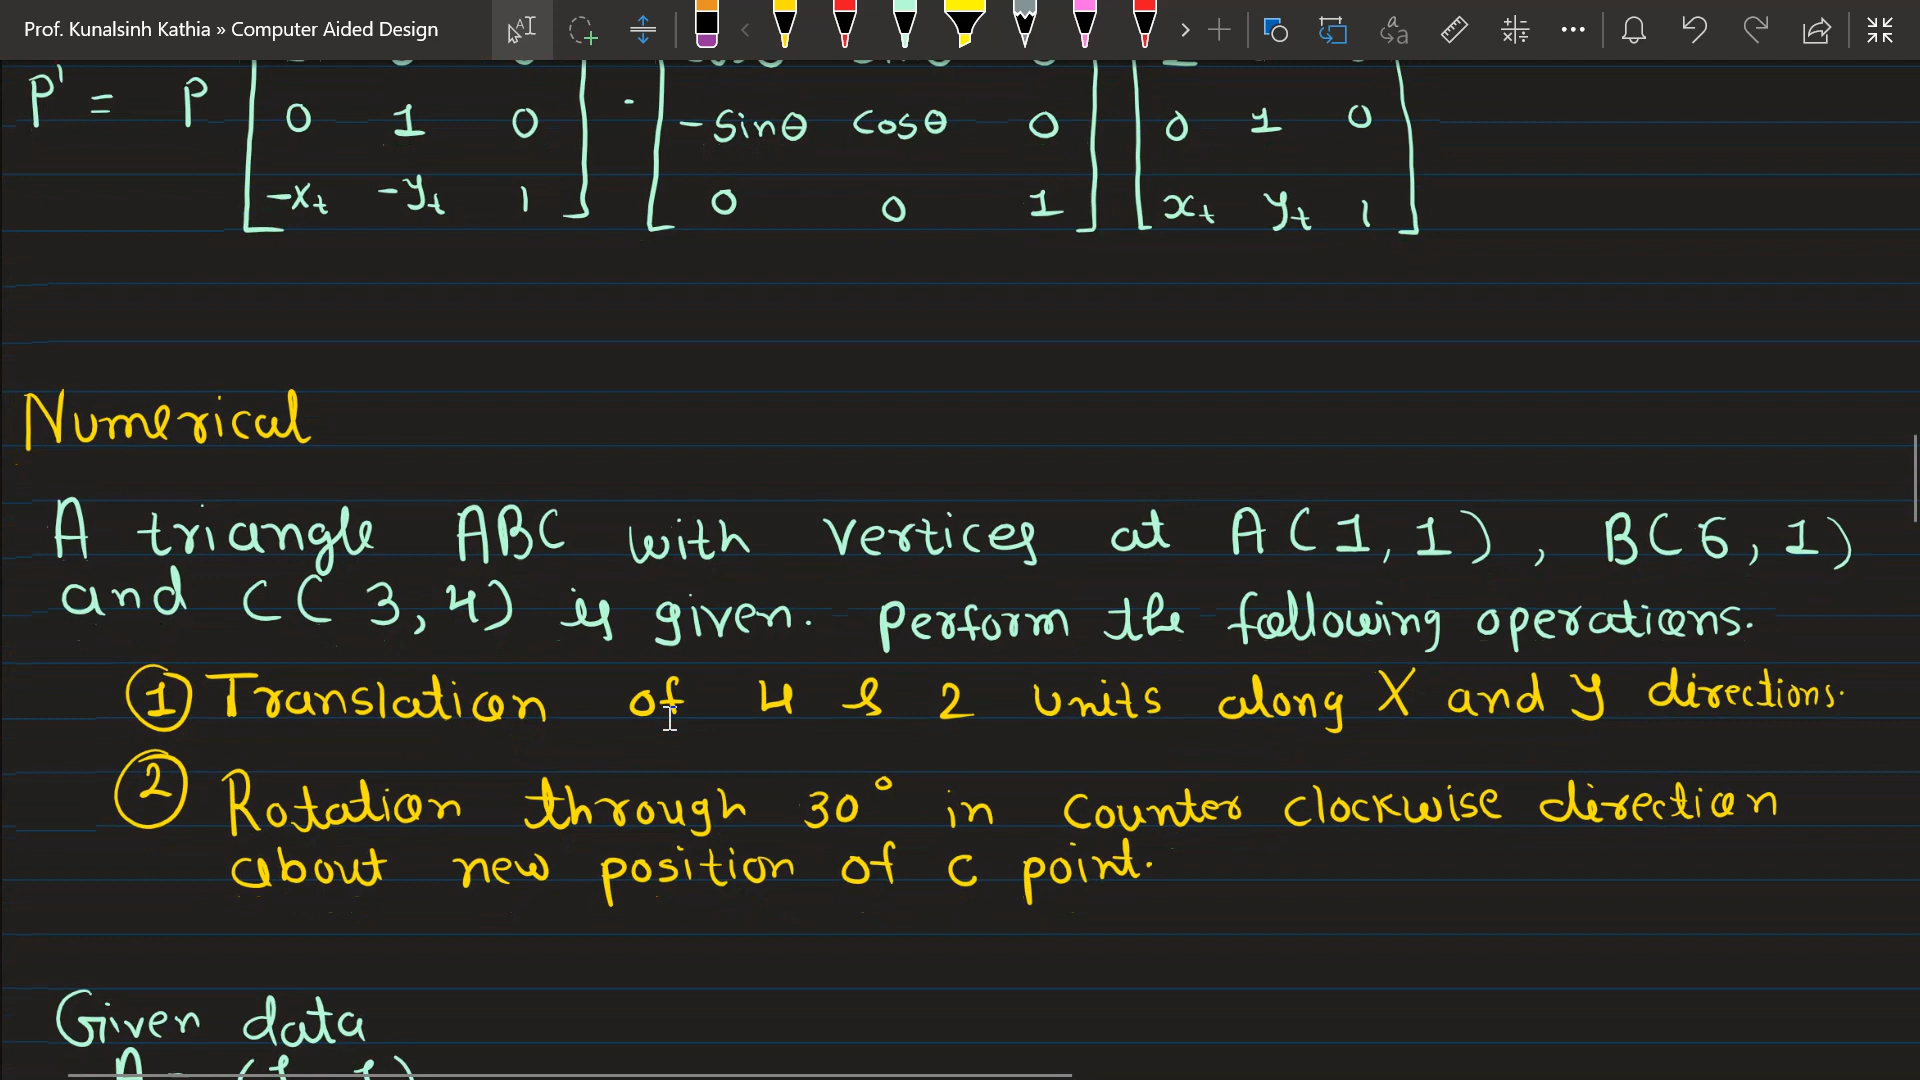 Prof. Kunalsinh Kathia » Computer Aided Design
P' = P
0 1 0 · -Sinθ Cosθ 0 0 1 0
-xt -yt 1 0 0 1 xt yt 1
Numerical
A triangle ABC with vertices at A(1,1), B(6,1)
and C(3,4) is given. Perform the following operations.
① Translation of 4 & 2 units along X and Y directions.
② Rotation through 30° in Counter clockwise direction
about new position of C point.
Given data